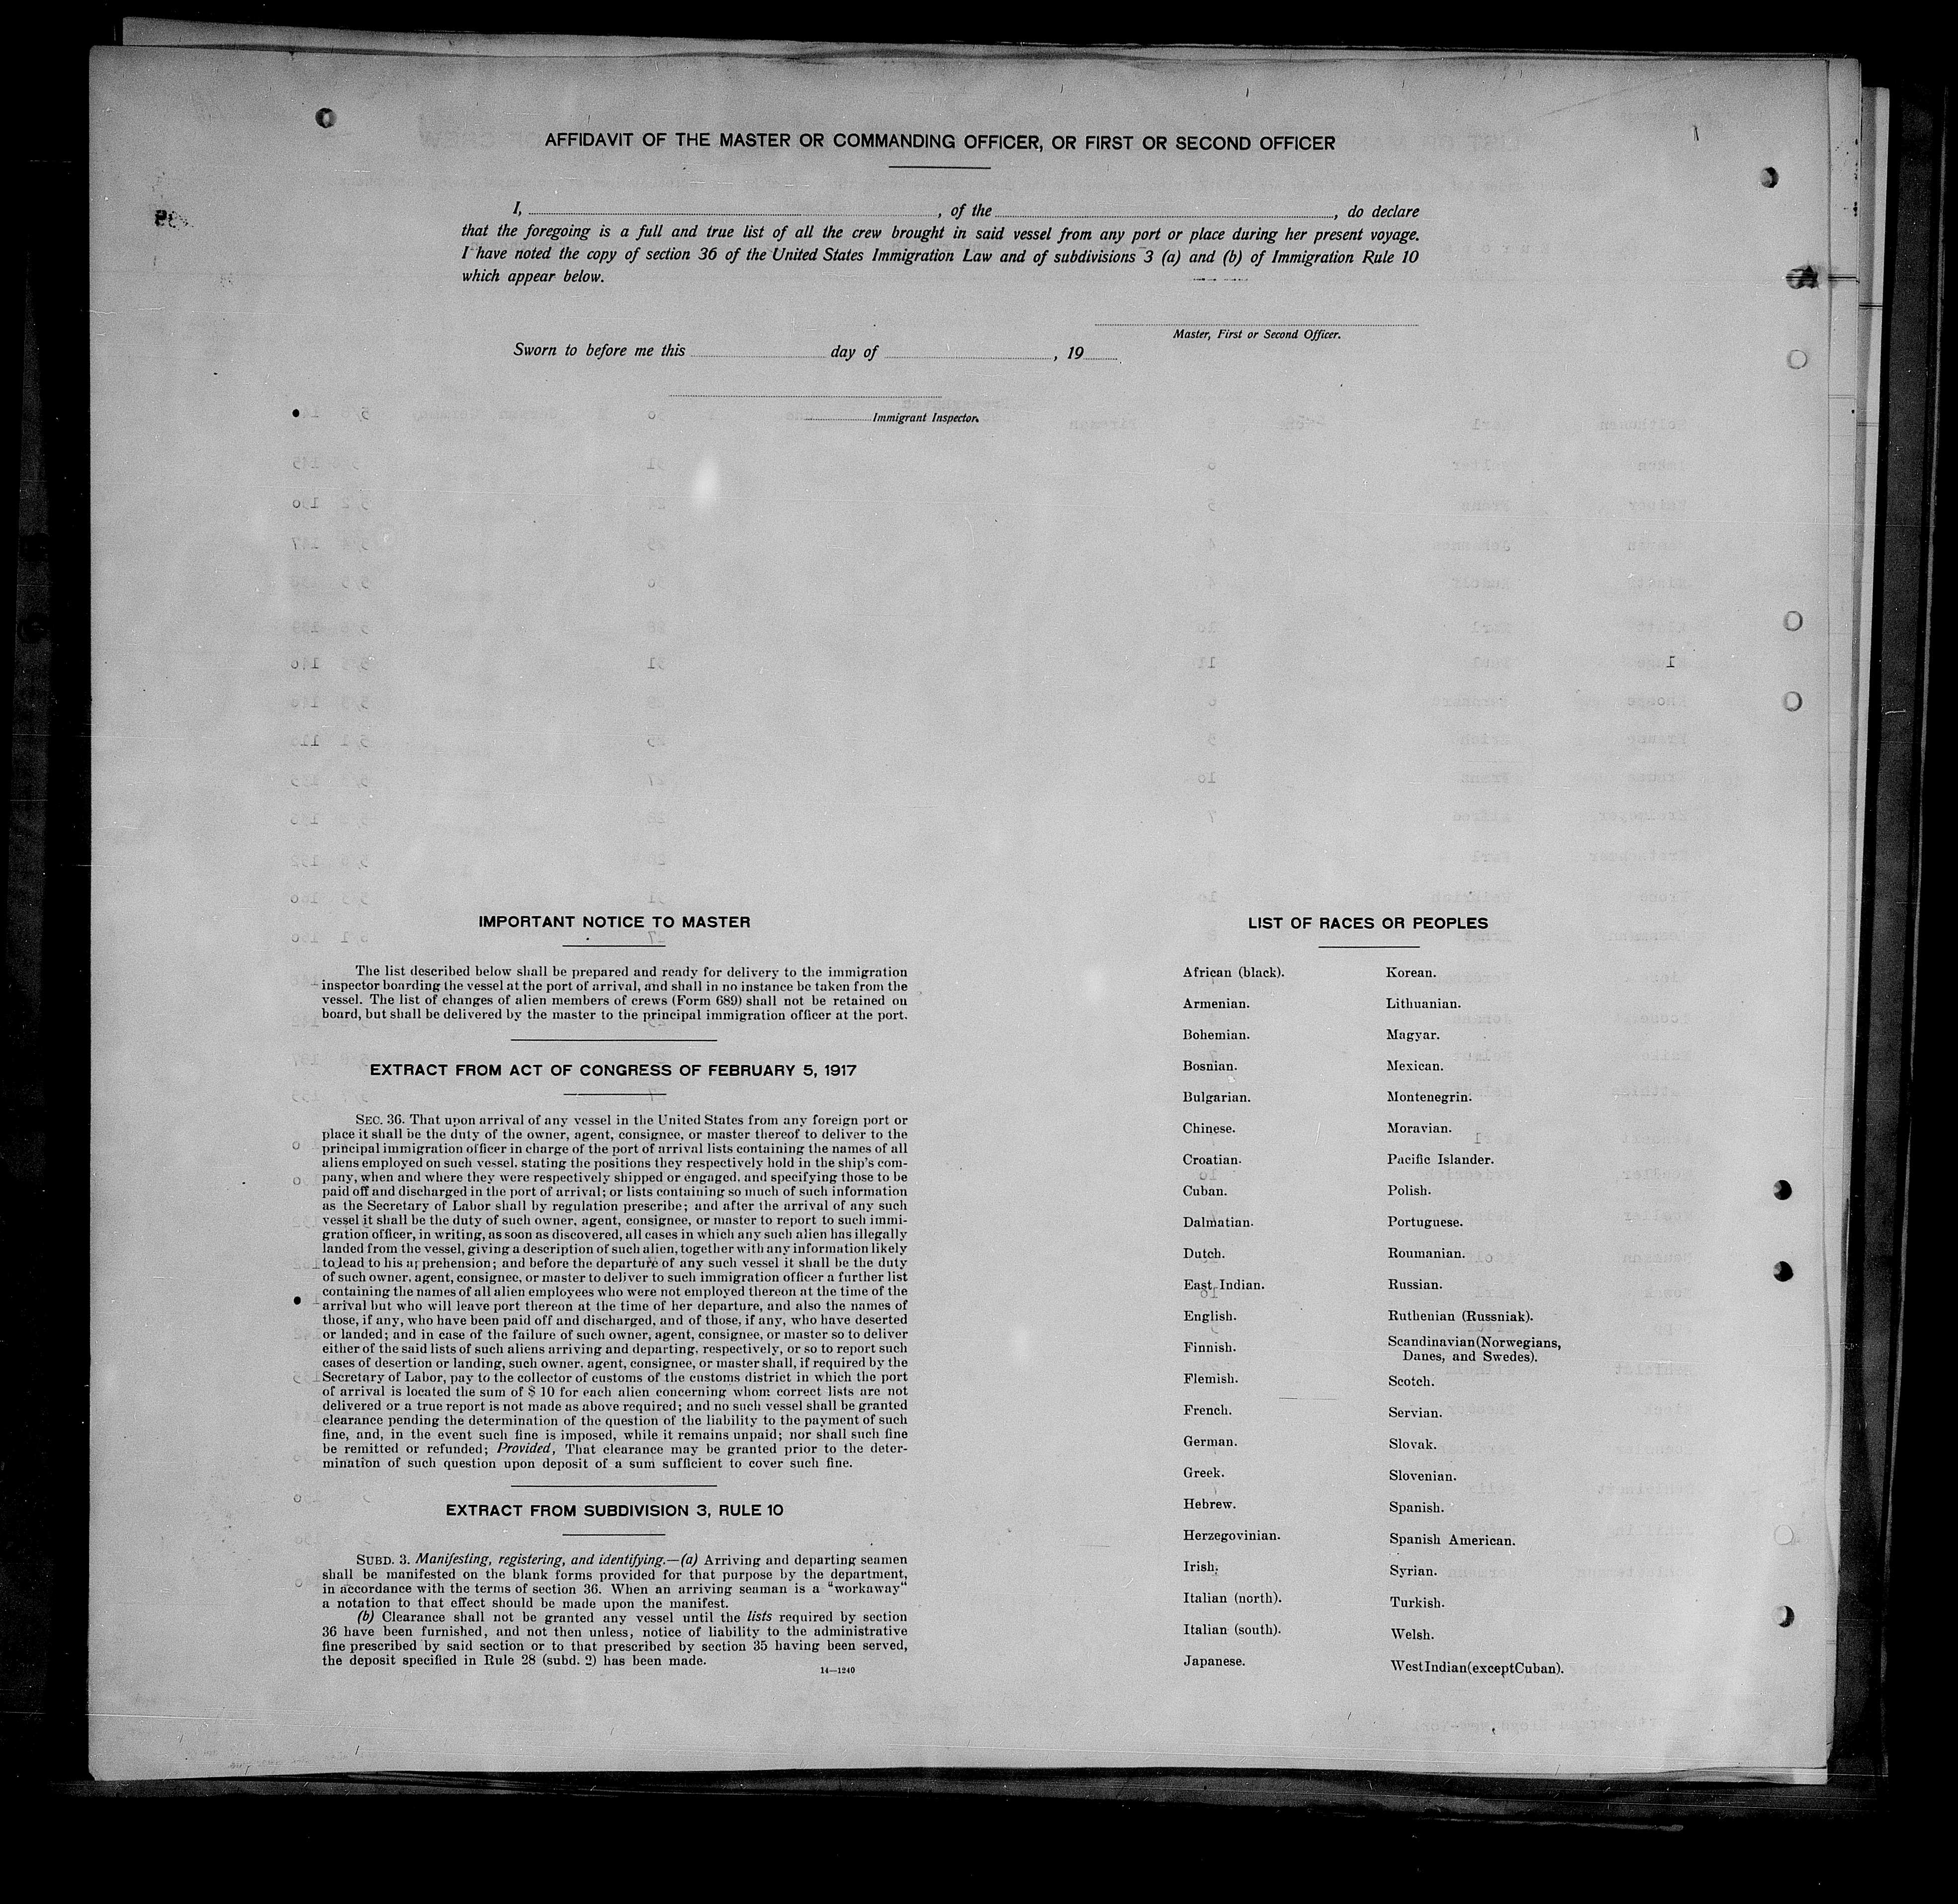 AFFIDAVIT OF THE MASTER OR COMMANDING OFFICER, OR FIRST OR SECOND OFFICER
I, , of the , do declare
that the foregoing is a full and true list of all the crew brought in said vessel from any port or place during her present voyage.
I have noted the copy of section 36 of the United States Immigration Law and of subdivisions 3 (a) and (b) of Immigration Rule 10
which appear below.
Master, First or Second Officer.
Sworn to before me this day of , 19
Immigrant Inspector.
IMPORTANT NOTICE TO MASTER
The list described below shall be prepared and ready for delivery to the immigration
inspector boarding the vessel at the port of arrival, and shall in no instance be taken from the
vessel. The list of changes of alien members of crews (Form 689) shall not be retained on
board, but shall be delivered by the master to the principal immigration officer at the port.
EXTRACT FROM ACT OF CONGRESS OF FEBRUARY 5, 1917
SEC. 36. That upon arrival of any vessel in the United States from any foreign port or
place it shall be the duty of the owner, agent, consignee, or master thereof to deliver to the
principal immigration officer in charge of the port of arrival lists containing the names of all
aliens employed on such vessel, stating the positions they respectively hold in the ship's com-
pany, when and where they were respectively shipped or engaged, and specifying those to be
paid off and discharged in the port of arrival; or lists containing so much of such information
as the Secretary of Labor shall by regulation prescribe; and after the arrival of any such
vessel it shall be the duty of such owner, agent, consignee, or master to report to such immi-
gration officer, in writing, as soon as discovered, all cases in which any such alien has illegally
landed from the vessel, giving a description of such alien, together with any information likely
to lead to his apprehension; and before the departure of any such vessel it shall be the duty
of such owner, agent, consignee, or master to deliver to such immigration officer a further list
containing the names of all alien employees who were not employed thereon at the time of the
arrival but who will leave port thereon at the time of her departure, and also the names of
those, if any, who have been paid off and discharged, and of those, if any, who have deserted
or landed; and in case of the failure of such owner, agent, consignee, or master so to deliver
either of the said lists of such aliens arriving and departing, respectively, or so to report such
cases of desertion or landing, such owner, agent, consignee, or master shall, if required by the
Secretary of Labor, pay to the collector of customs of the customs district in which the port
of arrival is located the sum of $ 10 for each alien concerning whom correct lists are not
delivered or a true report is not made as above required; and no such vessel shall be granted
clearance pending the determination of the question of the liability to the payment of such
fine, and, in the event such fine is imposed, while it remains unpaid; nor shall such fine
be remitted or refunded; Provided, That clearance may be granted prior to the deter-
mination of such question upon deposit of a sum sufficient to cover such fine.
EXTRACT FROM SUBDIVISION 3, RULE 10
SUBD. 3. Manifesting, registering, and identifying.—(a) Arriving and departing seamen
shall be manifested on the blank forms provided for that purpose by the department,
in accordance with the terms of section 36. When an arriving seaman is a "workaway"
a notation to that effect should be made upon the manifest.
(b) Clearance shall not be granted any vessel until the lists required by section
36 have been furnished, and not then unless, notice of liability to the administrative
fine prescribed by said section or to that prescribed by section 35 having been served,
the deposit specified in Rule 28 (subd. 2) has been made.
14—1240
LIST OF RACES OR PEOPLES
African (black).
Armenian.
Bohemian.
Bosnian.
Bulgarian.
Chinese.
Croatian.
Cuban.
Dalmatian.
Dutch.
East Indian.
English.
Finnish.
Flemish.
French.
German.
Greek.
Hebrew.
Herzegovinian.
Irish.
Italian (north).
Italian (south).
Japanese.
Korean.
Lithuanian.
Magyar.
Mexican.
Montenegrin.
Moravian.
Pacific Islander.
Polish.
Portuguese.
Roumanian.
Russian.
Ruthenian (Russniak).
Scandinavian (Norwegians,
Danes, and Swedes).
Scotch.
Servian.
Slovak.
Slovenian.
Spanish.
Spanish American.
Syrian.
Turkish.
Welsh.
West Indian (except Cuban).